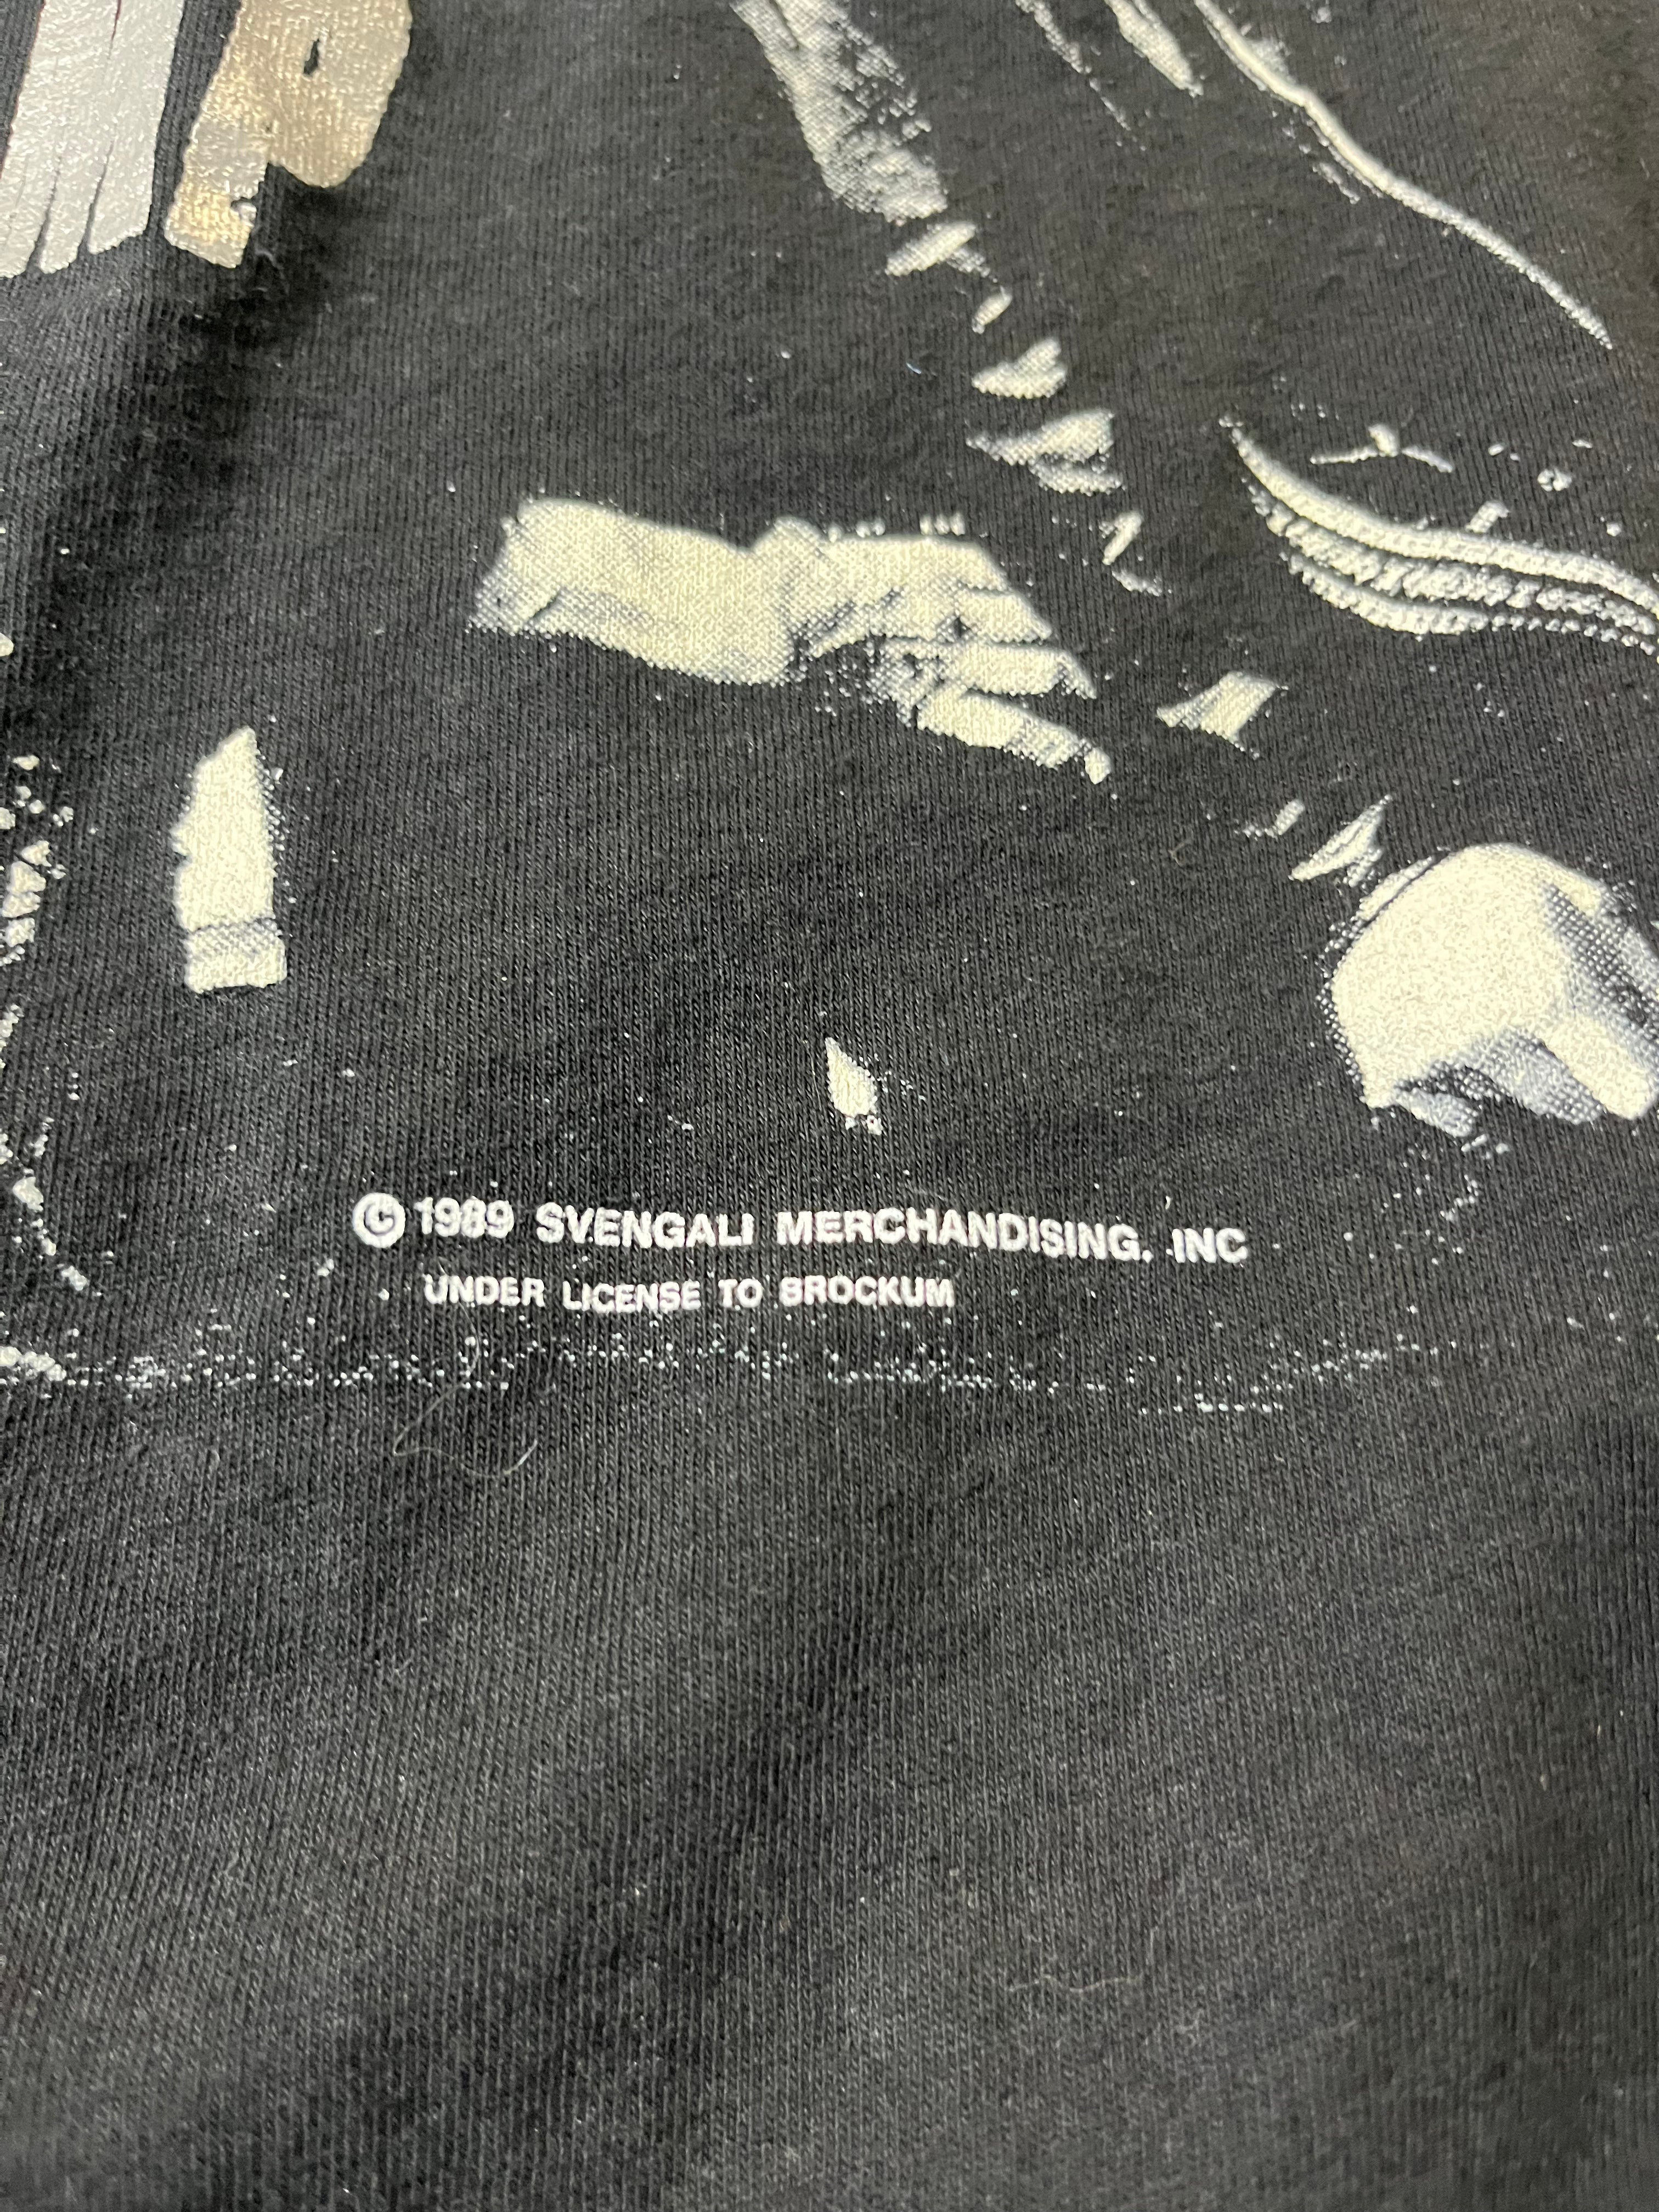 © 1989 SVENGALI MERCHANDISING, INC
UNDER LICENSE TO BROCKUM